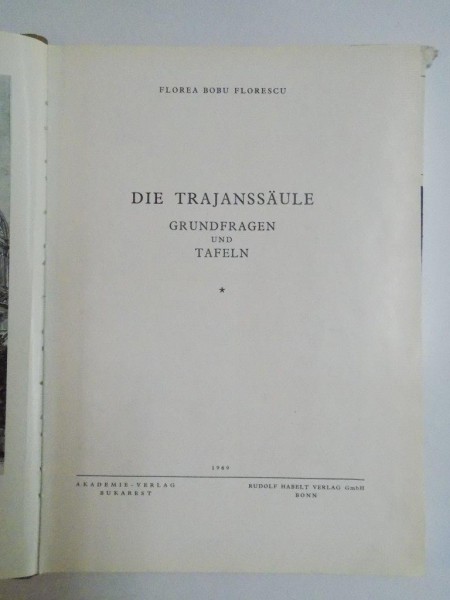 FLOREA BOBU FLORESCU
DIE TRAJANSSÄULE
GRUNDFRAGEN
UND
TAFELN
*
1969
AKADEMIE-VERLAG
BUKAREST
RUDOLF HABELT VERLAG GmbH
BONN